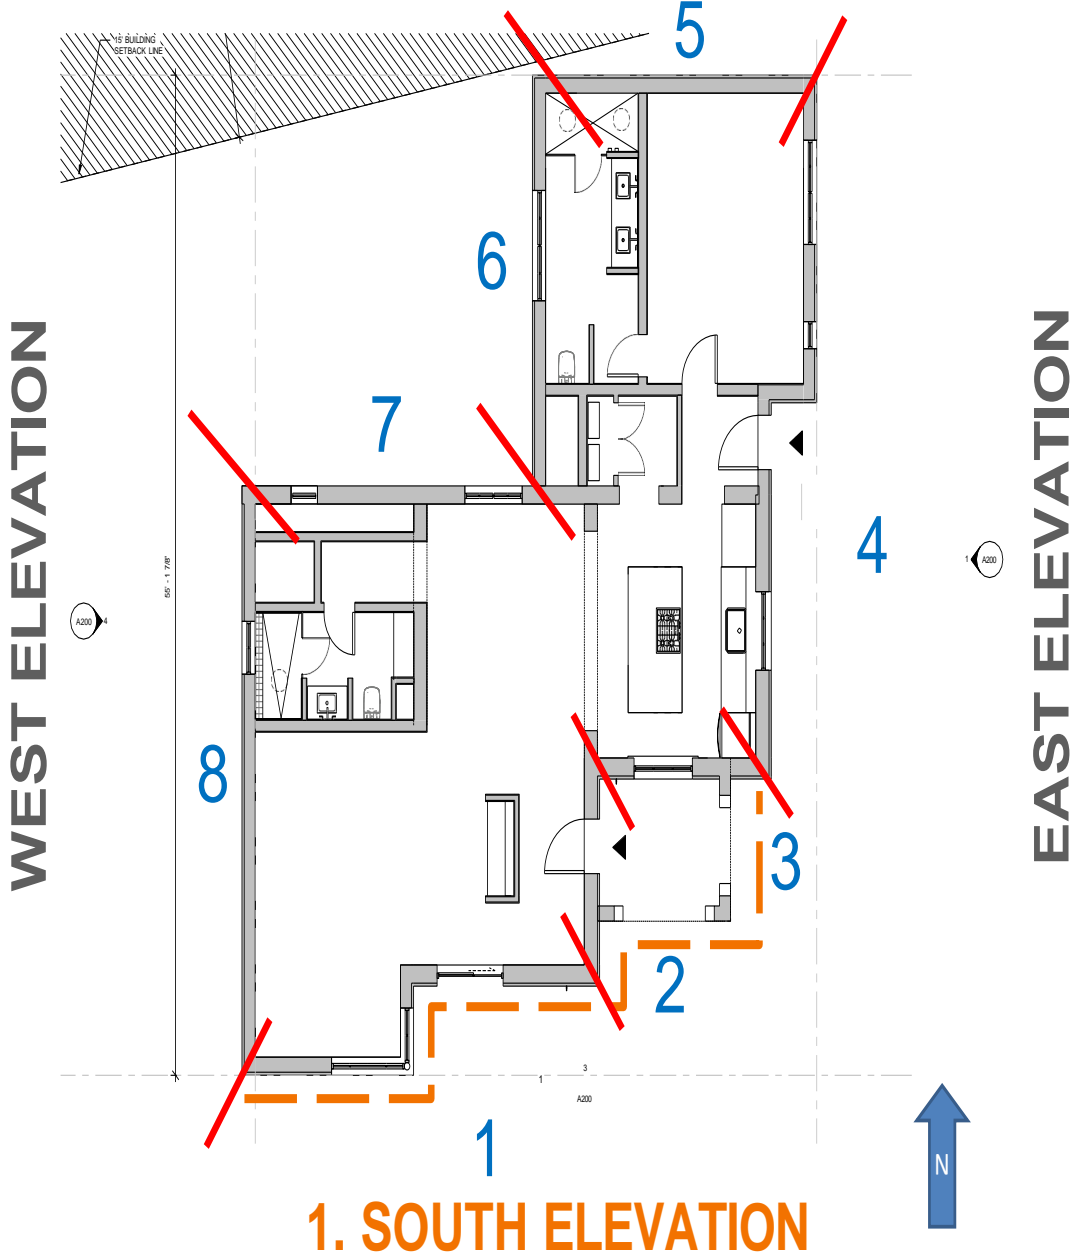 5
15' BUILDING
SETBACK LINE
6
7
WEST ELEVATION
EAST ELEVATION
4
1
A200
55' - 1 7/8"
A200
4
8
3
2
3
1
A200
1
N
1. SOUTH ELEVATION